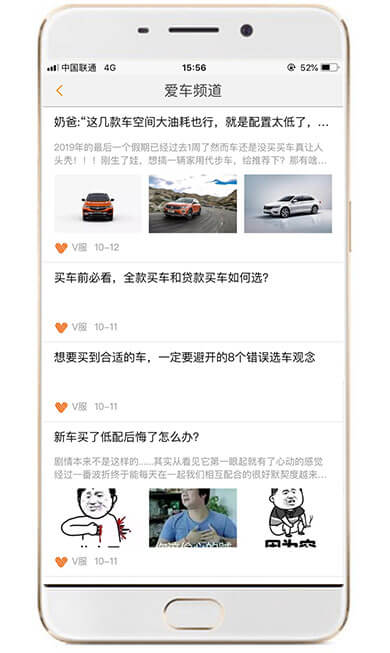 中国联通 4G 15:56 52%
爱车频道
奶爸:“这几款车空间大油耗也行，就是配置太低了，...
2019年的最后一个假期已经过去1周了然而车还是没买买车真让人
头秃！！！刚生了娃，想搞一辆家用代步车，给推荐下？那有啥...
V服 10-12
买车前必看，全款买车和贷款买车如何选？
V服 10-11
想要买到合适的车，一定要避开的8个错误选车观念
V服 10-11
新车买了低配后悔了怎么办？
剧情本来不是这样的......其实从看见它第一眼起就有了心动的感觉
经过一番波折终于能每天在一起我们相互配合的很好默契度越来...
V服 10-11